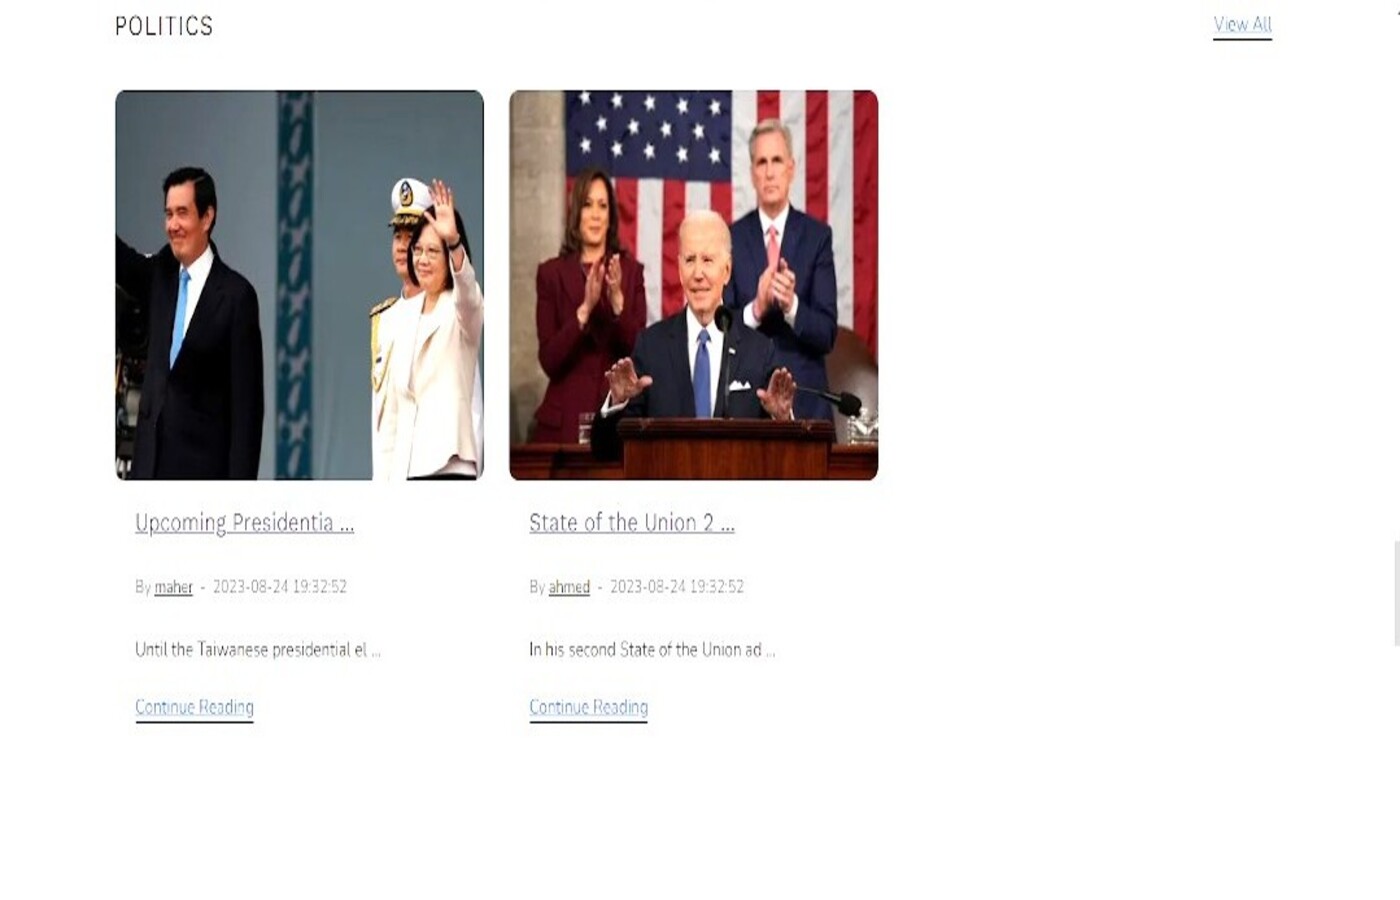 POLITICS
View All
Upcoming Presidentia ...
By maher - 2023-08-24 19:32:52
Until the Taiwanese presidential el ...
Continue Reading
State of the Union 2 ...
By ahmed - 2023-08-24 19:32:52
In his second State of the Union ad ...
Continue Reading